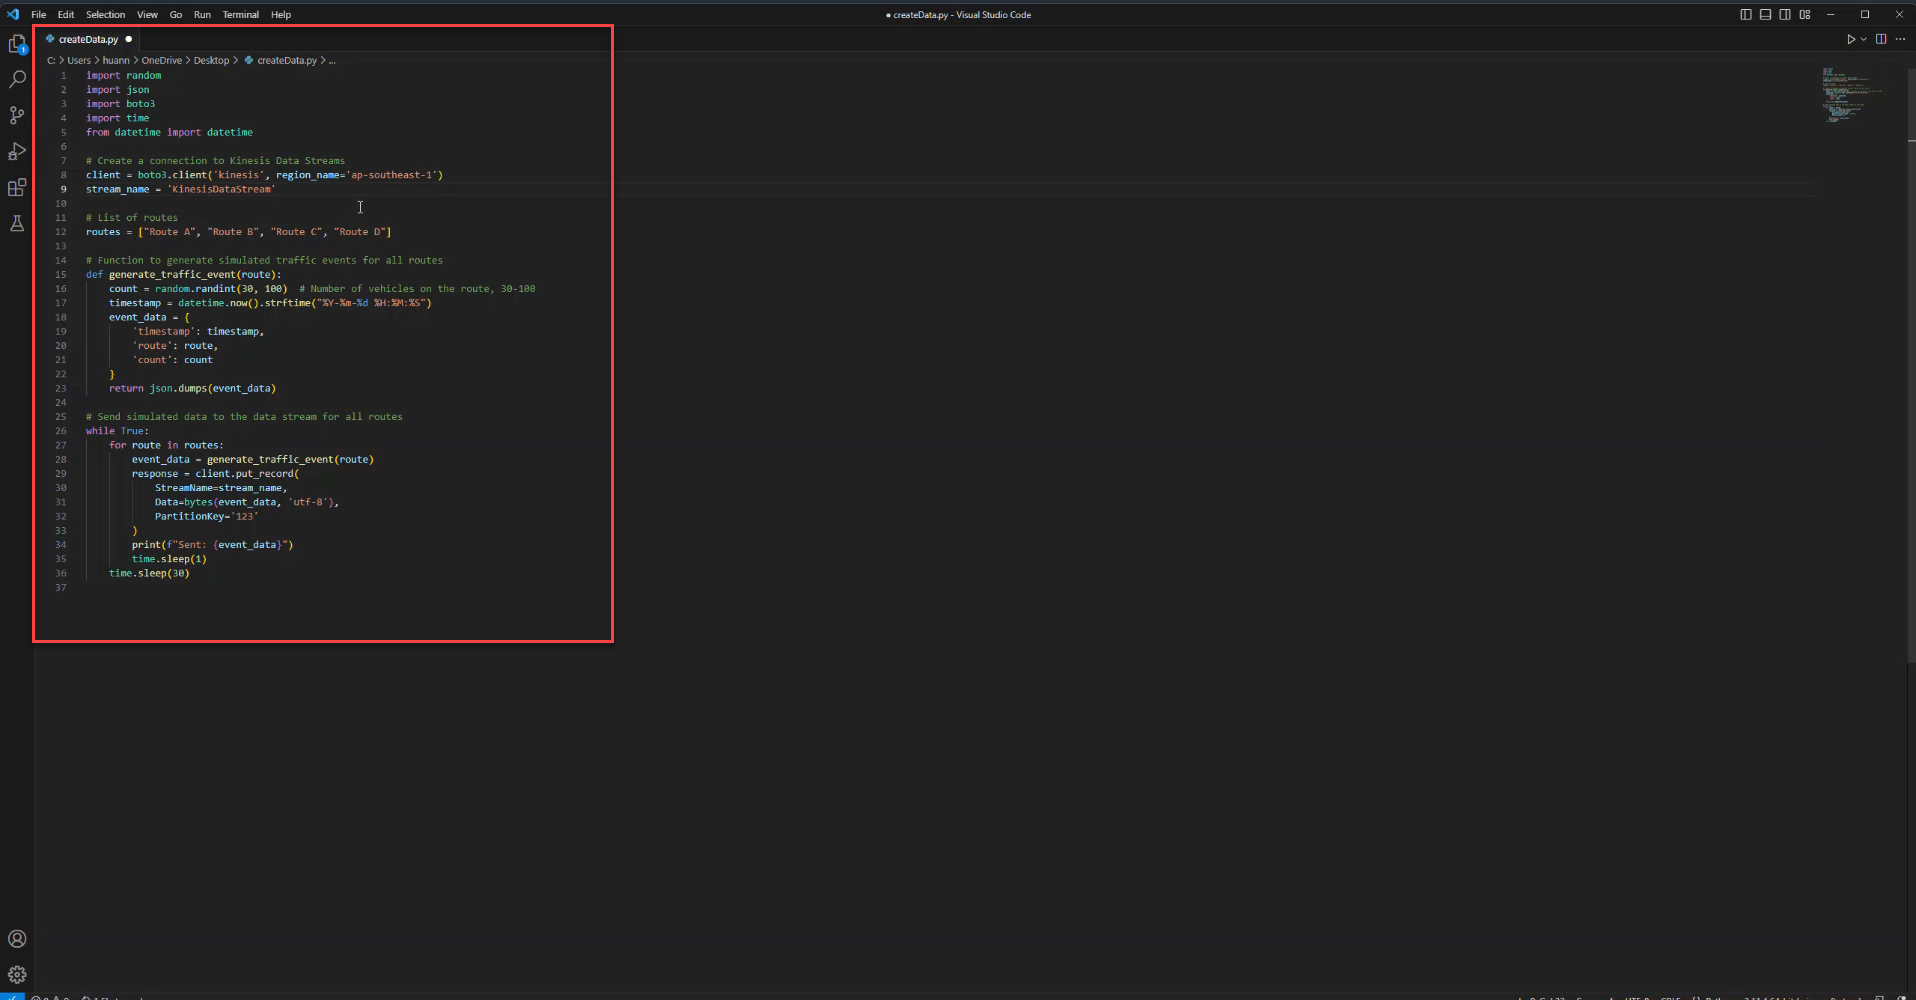 File Edit Selection View Go Run Terminal Help
● createData.py - Visual Studio Code
createData.py ●
C: > Users > huann > OneDrive > Desktop > createData.py > ...
1 import random
2 import json
3 import boto3
4 import time
5 from datetime import datetime
6
7 # Create a connection to Kinesis Data Streams
8 client = boto3.client('kinesis', region_name='ap-southeast-1')
9 stream_name = 'KinesisDataStream'
10
11 # List of routes
12 routes = ["Route A", "Route B", "Route C", "Route D"]
13
14 # Function to generate simulated traffic events for all routes
15 def generate_traffic_event(route):
16 count = random.randint(30, 100) # Number of vehicles on the route, 30-100
17 timestamp = datetime.now().strftime("%Y-%m-%d %H:%M:%S")
18 event_data = {
19 'timestamp': timestamp,
20 'route': route,
21 'count': count
22 }
23 return json.dumps(event_data)
24
25 # Send simulated data to the data stream for all routes
26 while True:
27 for route in routes:
28 event_data = generate_traffic_event(route)
29 response = client.put_record(
30 StreamName=stream_name,
31 Data=bytes(event_data, 'utf-8'),
32 PartitionKey='123'
33 )
34 print(f"Sent: {event_data}")
35 time.sleep(1)
36 time.sleep(30)
37
1